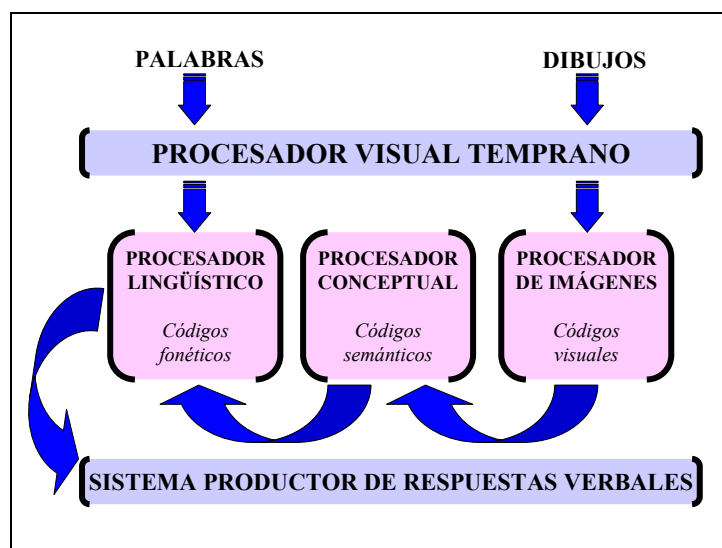 PALABRAS
DIBUJOS
PROCESADOR VISUAL TEMPRANO
PROCESADOR
LINGÜÍSTICO
Códigos
fonéticos
PROCESADOR
CONCEPTUAL
Códigos
semánticos
PROCESADOR
DE IMÁGENES
Códigos
visuales
SISTEMA PRODUCTOR DE RESPUESTAS VERBALES